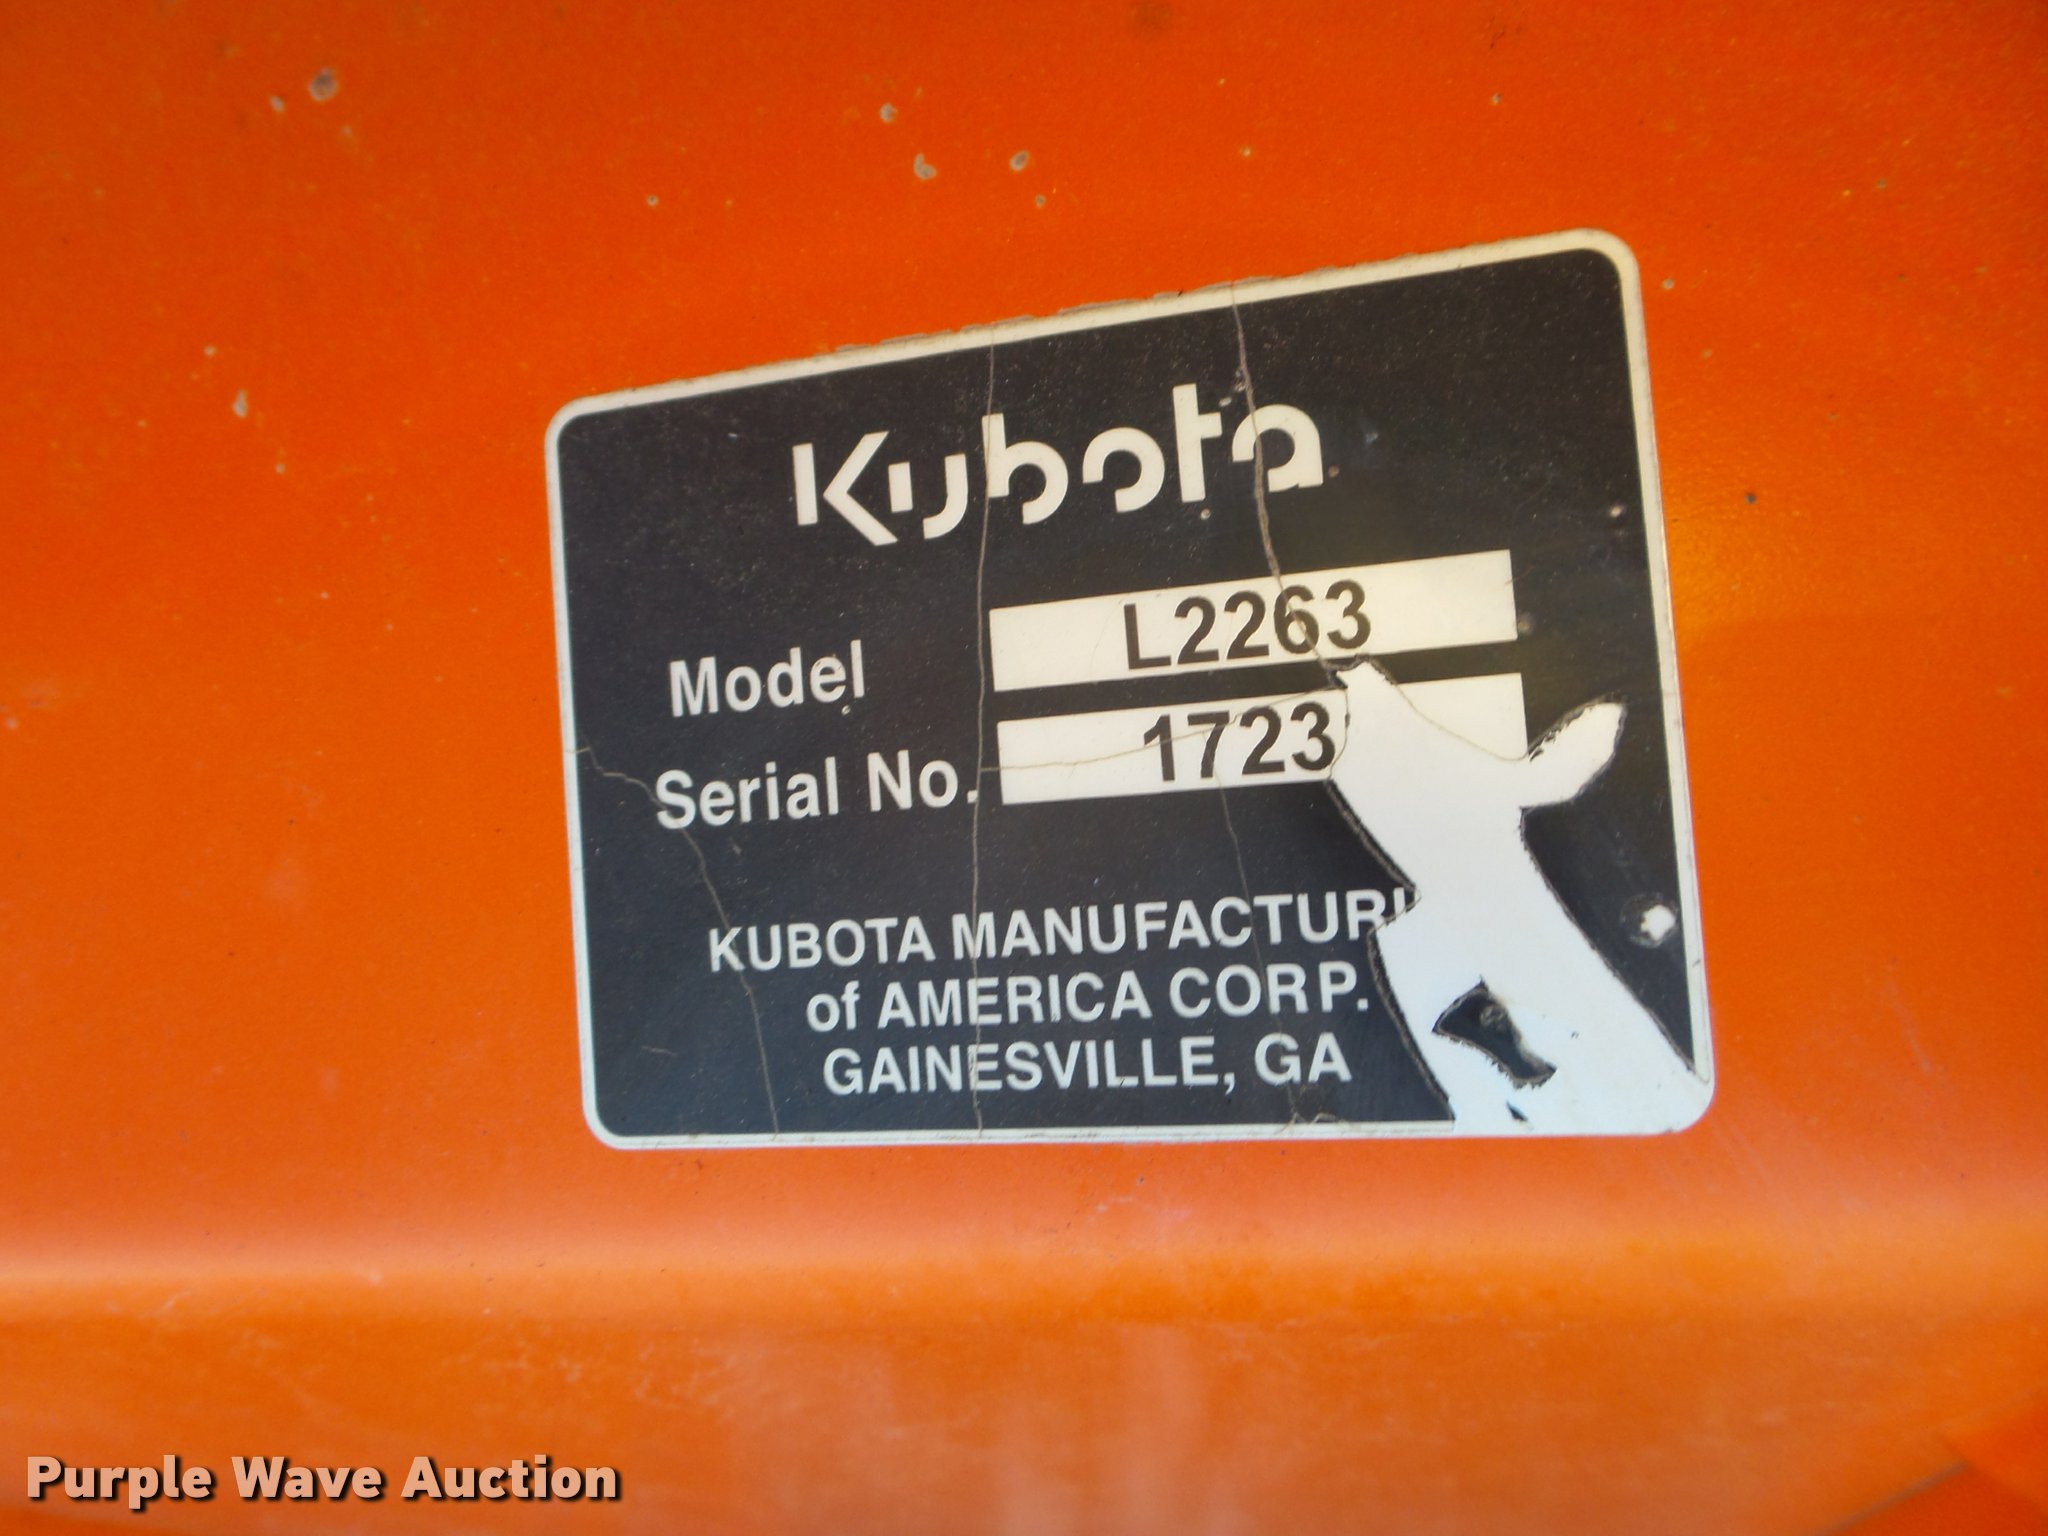 Kubota
Model L2263
Serial No. 1723
KUBOTA MANUFACTURI
of AMERICA CORP.
GAINESVILLE, GA
Purple Wave Auction